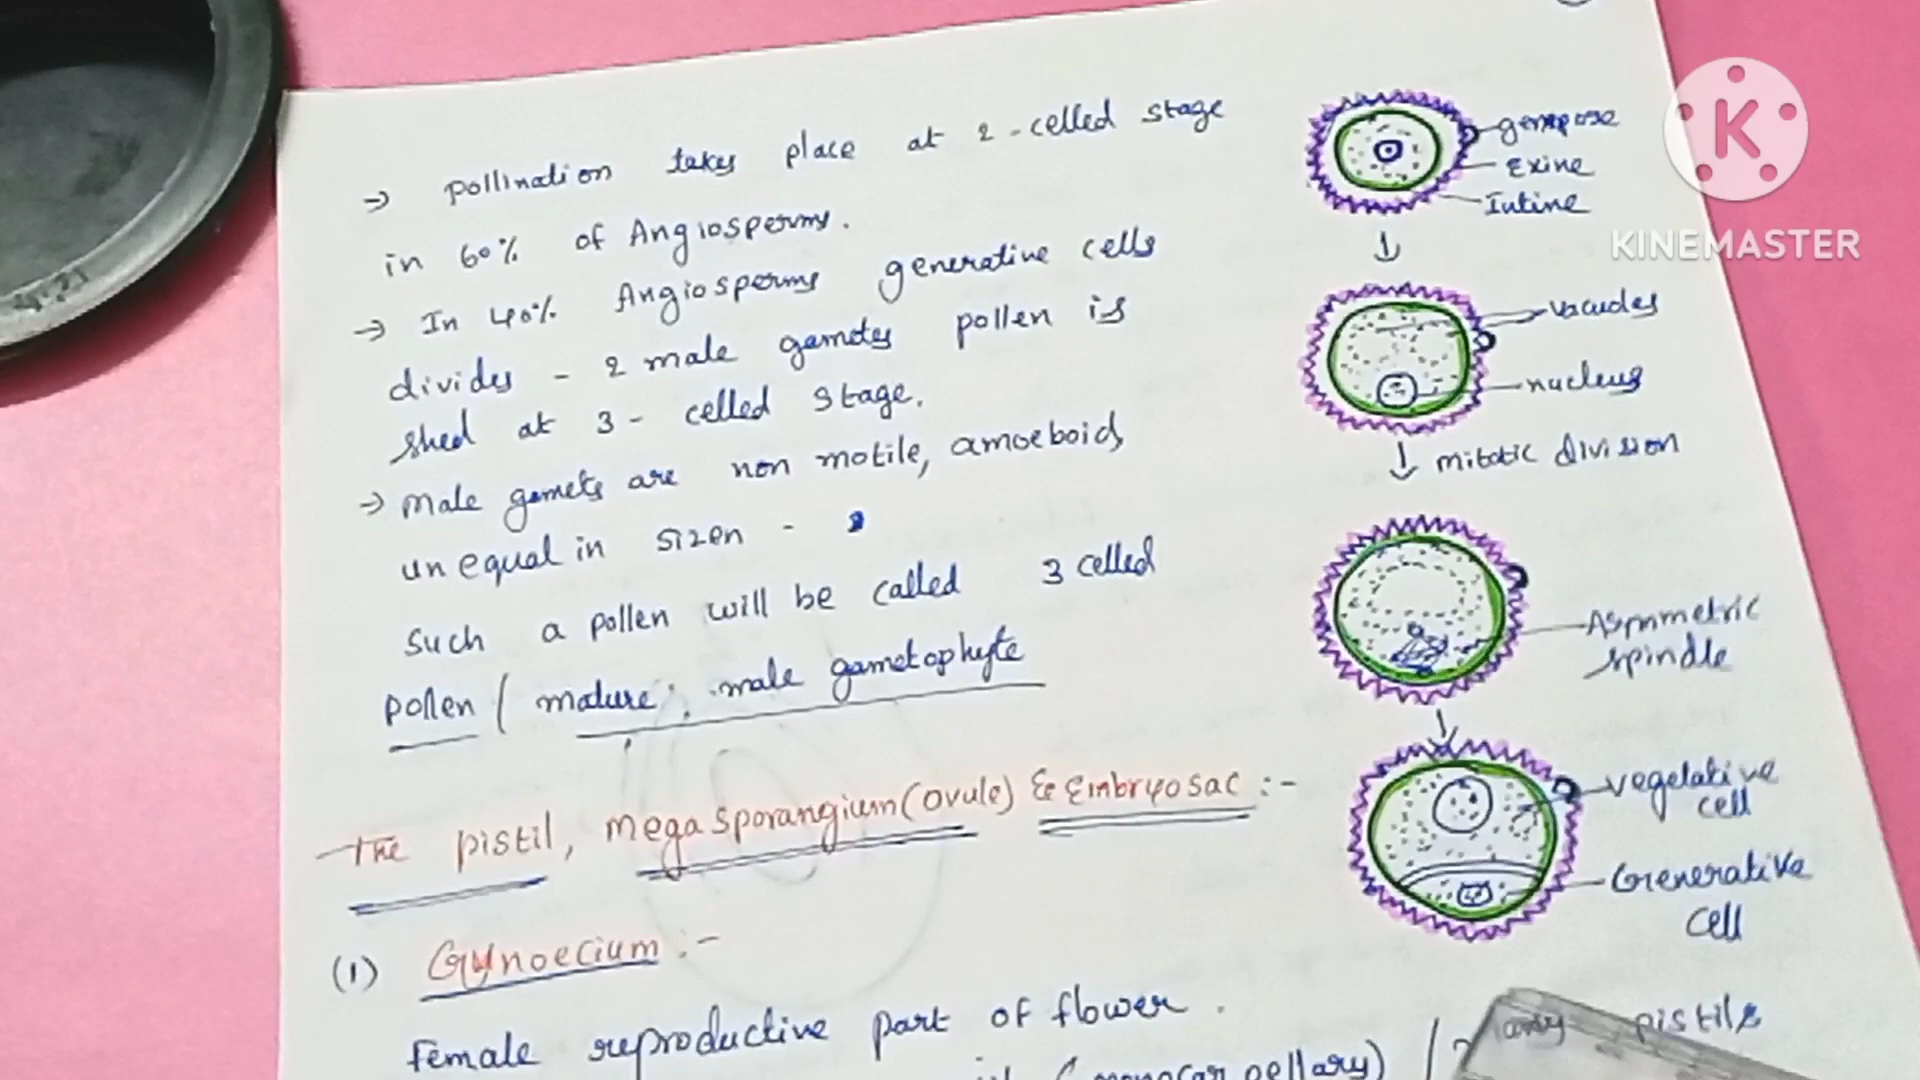 → pollination takes place at 2-celled stage
in 60% of Angiosperms.
→ In 40% Angiosperms generative cells
divides - 2 male gametes pollen is
shed at 3- celled stage.
→ male gamets are non motile, amoeboid,
unequal in sizen -
Such a pollen will be called 3 celled
pollen / mature male gametophyte
The pistil, megasporangium (ovule) & Embryosac :-
(1) Gynoecium :-
Female reproductive part of flower.
(monocarpellary) / pistils
Exine
Intine
vacuoles
nucleus
↓ mitotic division
Asymmetric
spindle
vegetative
cell
Generative
cell
K
KINEMASTER